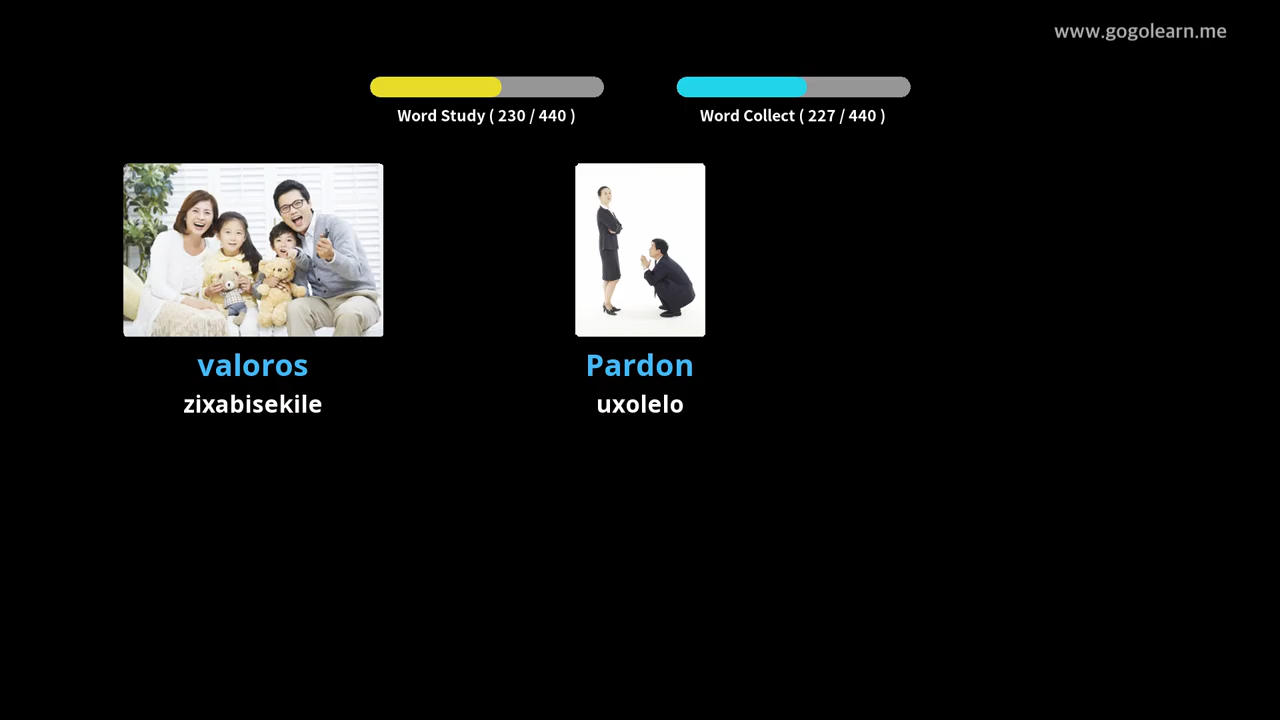 www.gogolearn.me
Word Study ( 230 / 440 )
Word Collect ( 227 / 440 )
valoros
Pardon
zixabisekile
uxolelo